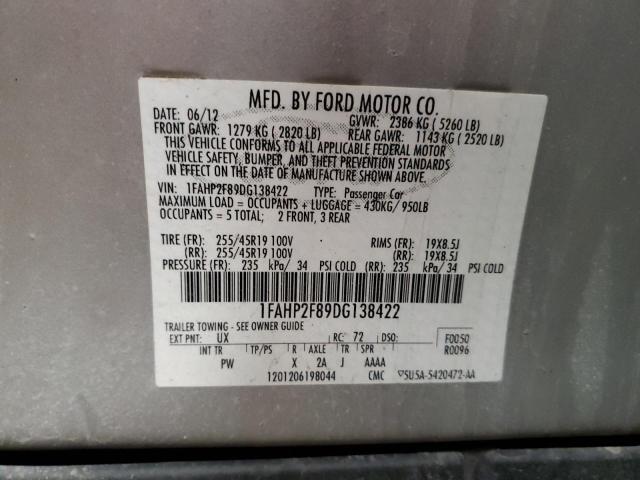 MFD. BY FORD MOTOR CO.
DATE: 06/12 GVWR: 2386 KG ( 5260 LB)
FRONT GAWR: 1279 KG ( 2820 LB) REAR GAWR: 1143 KG ( 2520 LB)
THIS VEHICLE CONFORMS TO ALL APPLICABLE FEDERAL MOTOR
VEHICLE SAFETY, BUMPER, AND THEFT PREVENTION STANDARDS
IN EFFECT ON THE DATE OF MANUFACTURE SHOWN ABOVE.
VIN: 1FAHP2F89DG138422 TYPE: Passenger Car
MAXIMUM LOAD = OCCUPANTS + LUGGAGE = 430KG/ 950LB
OCCUPANTS = 5 TOTAL; 2 FRONT, 3 REAR
TIRE (FR): 255/45R19 100V RIMS (FR): 19X8.5J
(RR): 255/45R19 100V (RR): 19X8.5J
PRESSURE (FR): 235 kPa/ 34 PSI COLD (RR): 235 kPa/ 34 PSI COLD
1FAHP2F89DG138422
TRAILER TOWING - SEE OWNER GUIDE
EXT PNT: UX RC: 72 DSO: F0050
INT TR TP/PS R AXLE TR SPR R0096
PW X 2A J AAAA
1201206198044 CMC 5U5A-5420472-AA